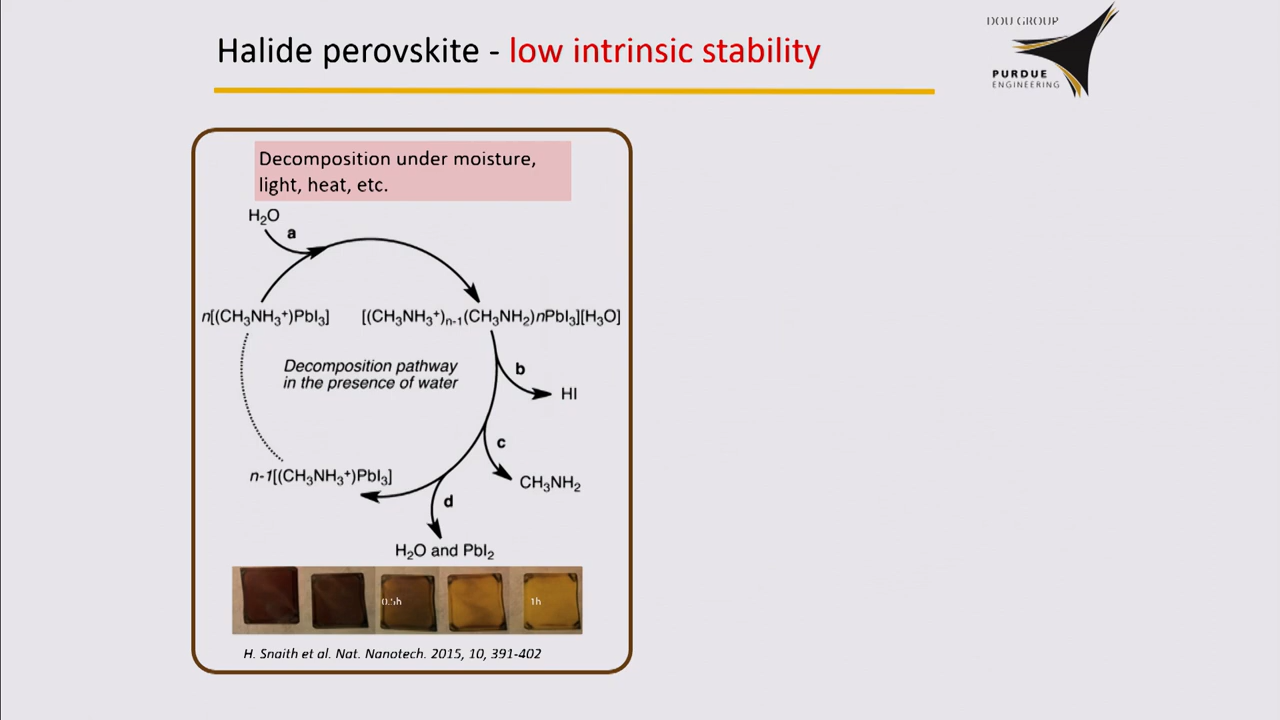 Halide perovskite - low intrinsic stability
DOU GROUP
PURDUE
ENGINEERING
Decomposition under moisture,
light, heat, etc.
H₂O
a
n[(CH₃NH₃⁺)PbI₃]
[(CH₃NH₃⁺)ₙ₋₁(CH₃NH₂)nPbI₃][H₃O]
Decomposition pathway
in the presence of water
b
HI
c
n-1[(CH₃NH₃⁺)PbI₃]
CH₃NH₂
d
H₂O and PbI₂
0.5h
1h
H. Snaith et al. Nat. Nanotech. 2015, 10, 391-402